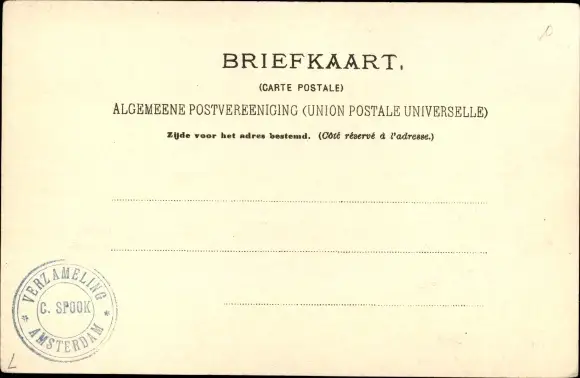 BRIEFKAART.
(CARTE POSTALE)
ALGEMEENE POSTVEREENIGING (UNION POSTALE UNIVERSELLE)
Zijde voor het adres bestemd. (Côté réservé à l'adresse.)
VERZAMELING
C. SPOOK
* AMSTERDAM *